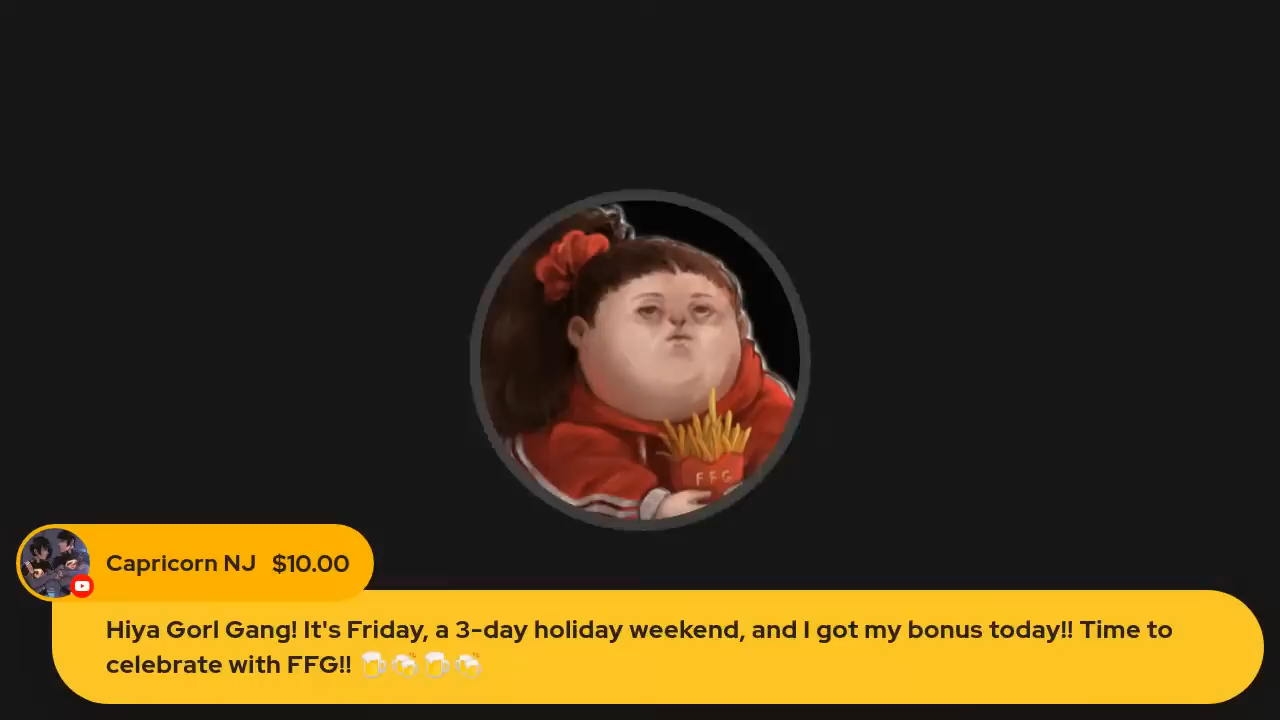 FFG
Capricorn NJ $10.00
Hiya Gorl Gang! It's Friday, a 3-day holiday weekend, and I got my bonus today!! Time to
celebrate with FFG!! 🍺🍻🍺🍻